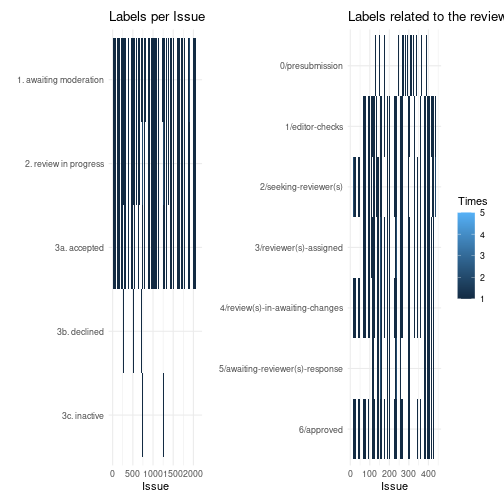 Labels per Issue
1. awaiting moderation
2. review in progress
3a. accepted
3b. declined
3c. inactive
0 500 1000 1500 2000
Issue
Labels related to the review
0/presubmission
1/editor-checks
2/seeking-reviewer(s)
3/reviewer(s)-assigned
4/review(s)-in-awaiting-changes
5/awaiting-reviewer(s)-response
6/approved
0 100 200 300 400
Issue
Times
5
4
3
2
1